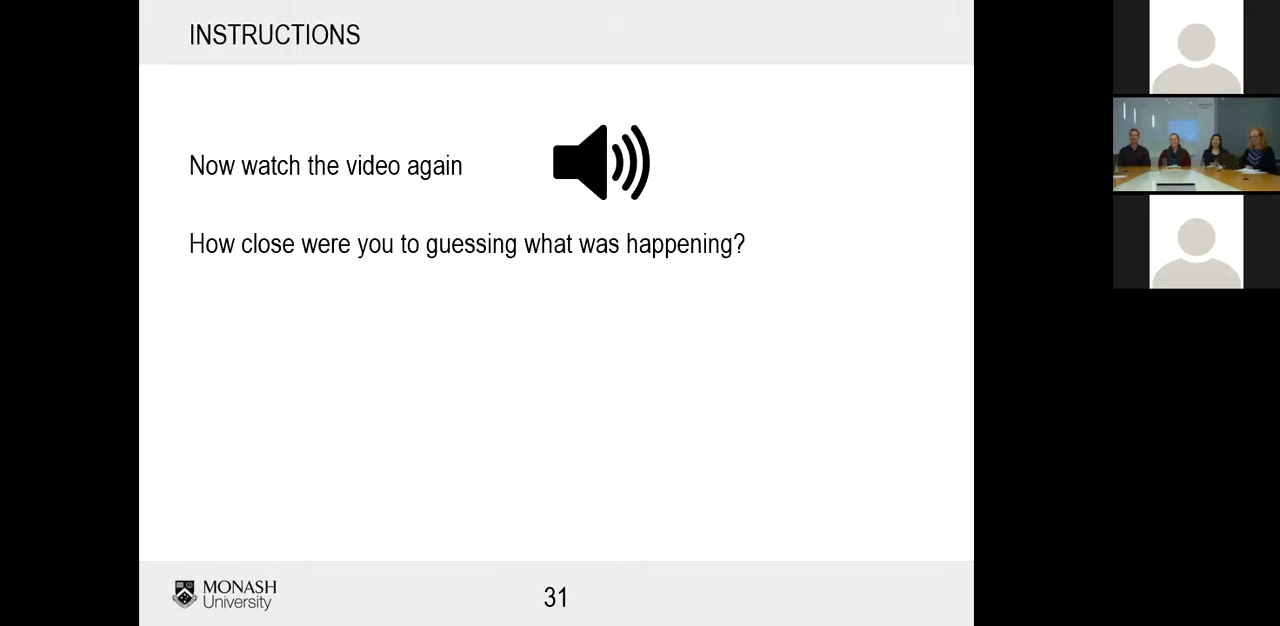 INSTRUCTIONS
Now watch the video again
How close were you to guessing what was happening?
MONASH
University
31